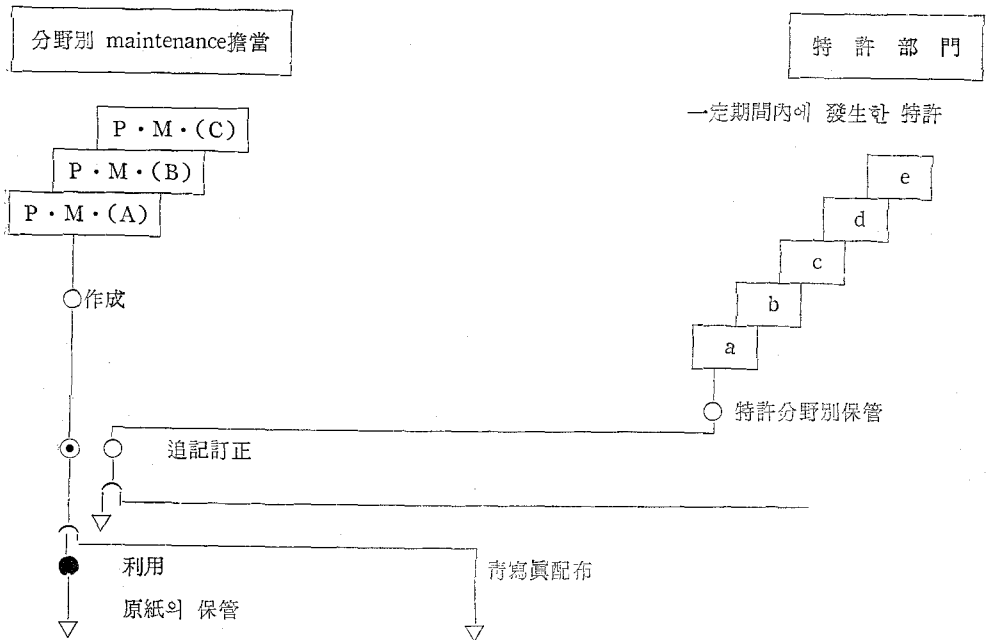 分野別 maintenance擔當
特許部門
一定期間內에 發生한 特許
P・M・(C)
P・M・(B)
P・M・(A)
e
d
c
b
a
作成
特許分野別保管
追記訂正
利用
靑寫眞配布
原紙의 保管